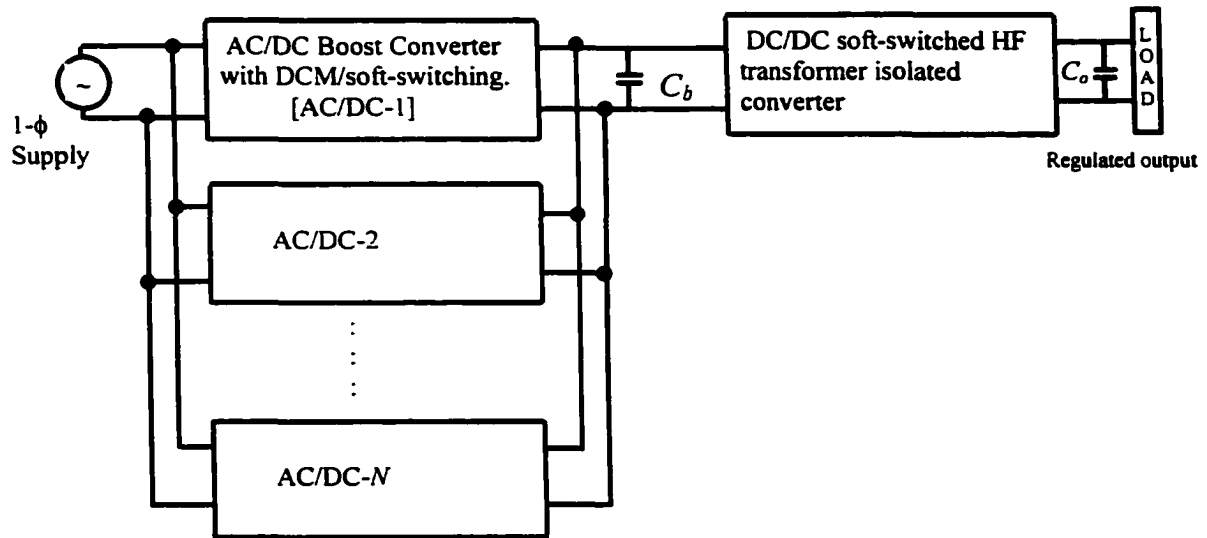 AC/DC Boost Converter
with DCM/soft-switching.
[AC/DC-1]
DC/DC soft-switched HF
transformer isolated
converter
~
C_b
C_o
LOAD
1-ϕ
Supply
Regulated output
AC/DC-2
AC/DC-N